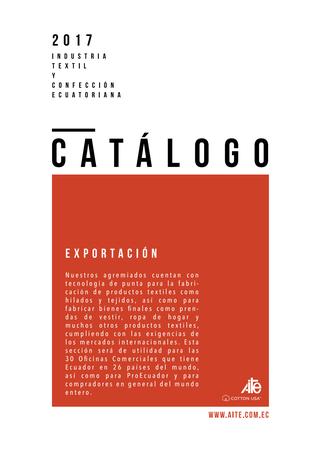 2017
INDUSTRIA
TEXTIL
Y
CONFECCIÓN
ECUATORIANA
CATÁLOGO
EXPORTACIÓN
Nuestros agremiados cuentan con
tecnología de punta para la fabri-
cación de productos textiles como
hilados y tejidos, así como para
fabricar bienes finales como pren-
das de vestir, ropa de hogar y
muchos otros productos textiles,
cumpliendo con las exigencias de
los mercados internacionales. Esta
sección será de utilidad para las
30 Oficinas Comerciales que tiene
Ecuador en 26 países del mundo,
así como para ProEcuador y para
compradores en general del mundo
entero.
AITE
COTTON USA
WWW.AITE.COM.EC